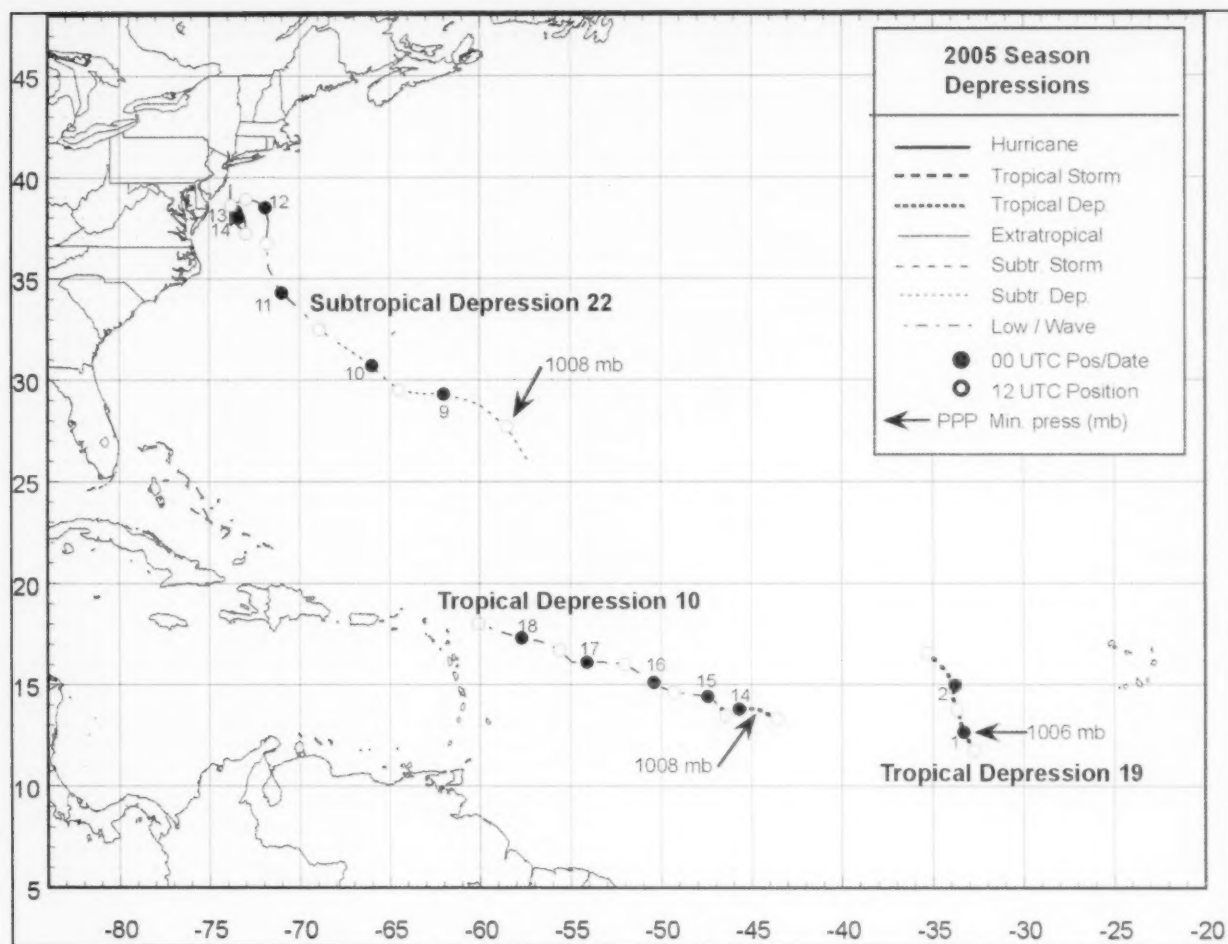 2005 Season
Depressions
Hurricane
Tropical Storm
Tropical Dep.
Extratropical
Subtr. Storm
Subtr. Dep.
Low / Wave
00 UTC Pos/Date
12 UTC Position
PPP Min. press (mb)
45
40
35
30
25
20
15
10
5
12
13
14
11
Subtropical Depression 22
10
9
1008 mb
Tropical Depression 10
18
17
16
15
14
1008 mb
2
1
1006 mb
Tropical Depression 19
-80 -75 -70 -65 -60 -55 -50 -45 -40 -35 -30 -25 -20